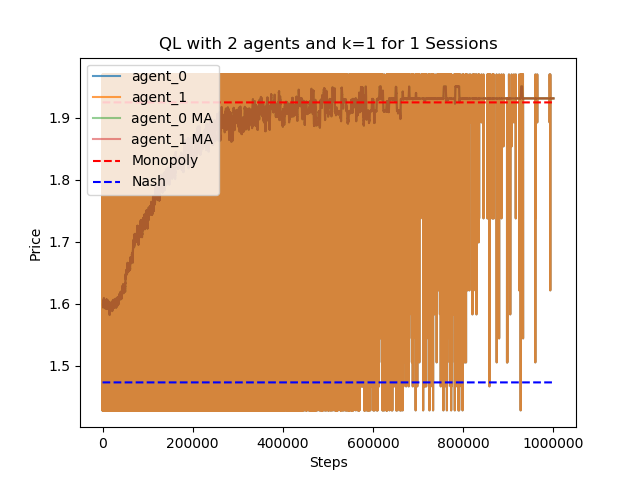 QL with 2 agents and k=1 for 1 Sessions
agent_0
agent_1
agent_0 MA
agent_1 MA
Monopoly
Nash
Price
1.9
1.8
1.7
1.6
1.5
0
200000
400000
600000
800000
1000000
Steps